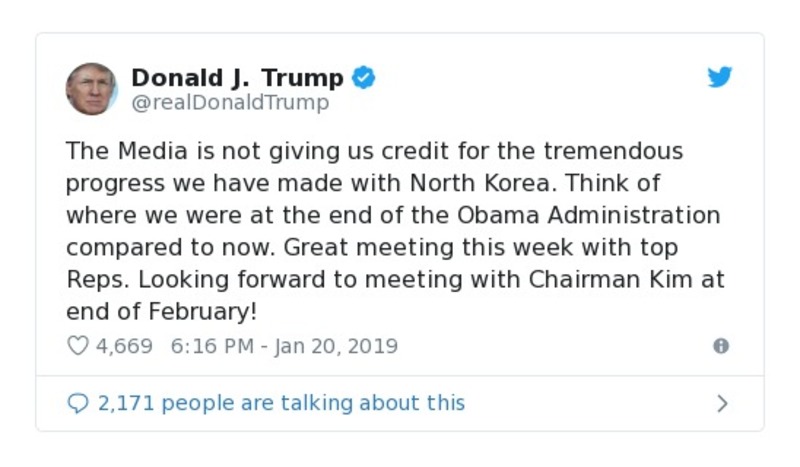 Donald J. Trump
@realDonaldTrump
The Media is not giving us credit for the tremendous
progress we have made with North Korea. Think of
where we were at the end of the Obama Administration
compared to now. Great meeting this week with top
Reps. Looking forward to meeting with Chairman Kim at
end of February!
4,669 6:16 PM - Jan 20, 2019
2,171 people are talking about this